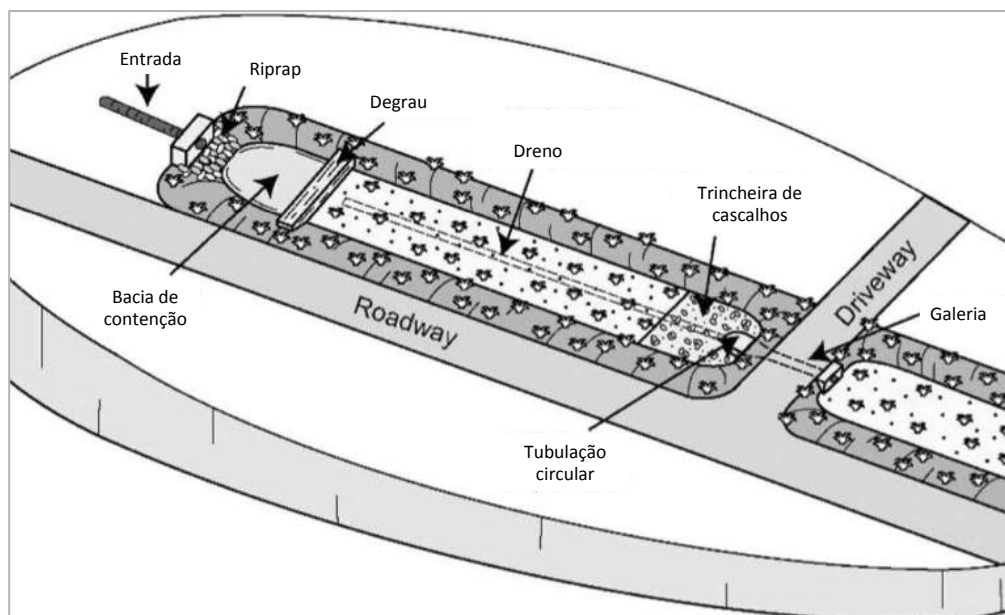 Entrada
Riprap
Degrau
Dreno
Trincheira de
cascalhos
Driveway
Galeria
Bacia de
contenção
Roadway
Tubulação
circular